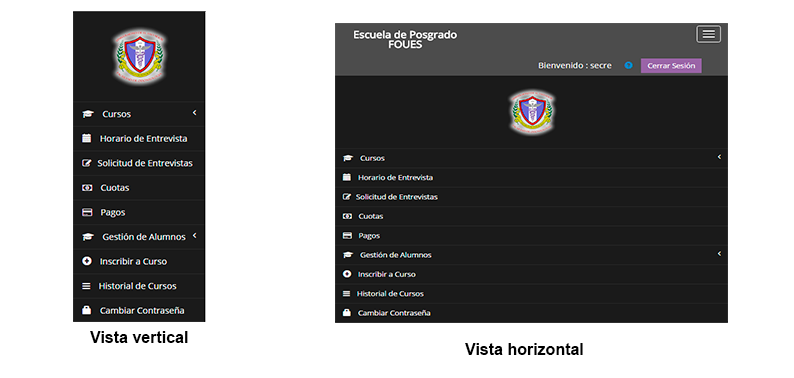 Cursos
Horario de Entrevista
Solicitud de Entrevistas
Cuotas
Pagos
Gestión de Alumnos
Inscribir a Curso
Historial de Cursos
Cambiar Contraseña
Vista vertical
Escuela de Posgrado
FOUES
Bienvenido : secre
Cerrar Sesión
Cursos
Horario de Entrevista
Solicitud de Entrevistas
Cuotas
Pagos
Gestión de Alumnos
Inscribir a Curso
Historial de Cursos
Cambiar Contraseña
Vista horizontal